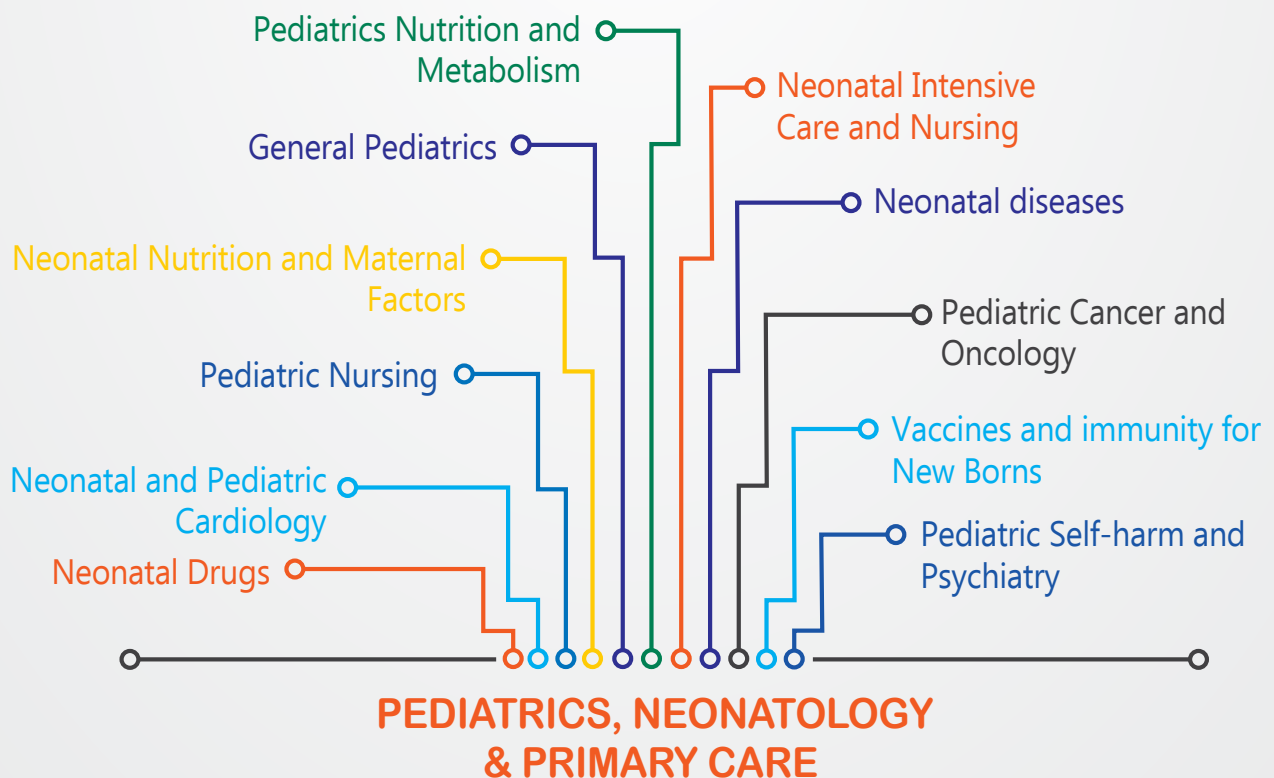 Pediatrics Nutrition and
Metabolism
Neonatal Intensive
Care and Nursing
General Pediatrics
Neonatal diseases
Neonatal Nutrition and Maternal
Factors
Pediatric Cancer and
Oncology
Pediatric Nursing
Vaccines and immunity for
New Borns
Neonatal and Pediatric
Cardiology
Pediatric Self-harm and
Psychiatry
Neonatal Drugs
PEDIATRICS, NEONATOLOGY
& PRIMARY CARE